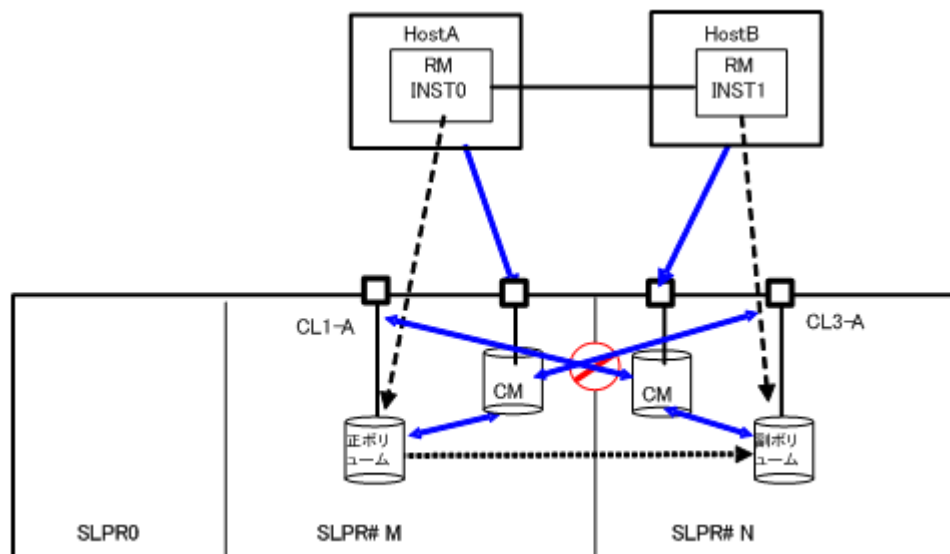 HostA
RM
INST0
HostB
RM
INST1
CL1-A
CL3-A
CM
CM
正ボリ
ューム
副ボリ
ューム
SLPR0
SLPR# M
SLPR# N